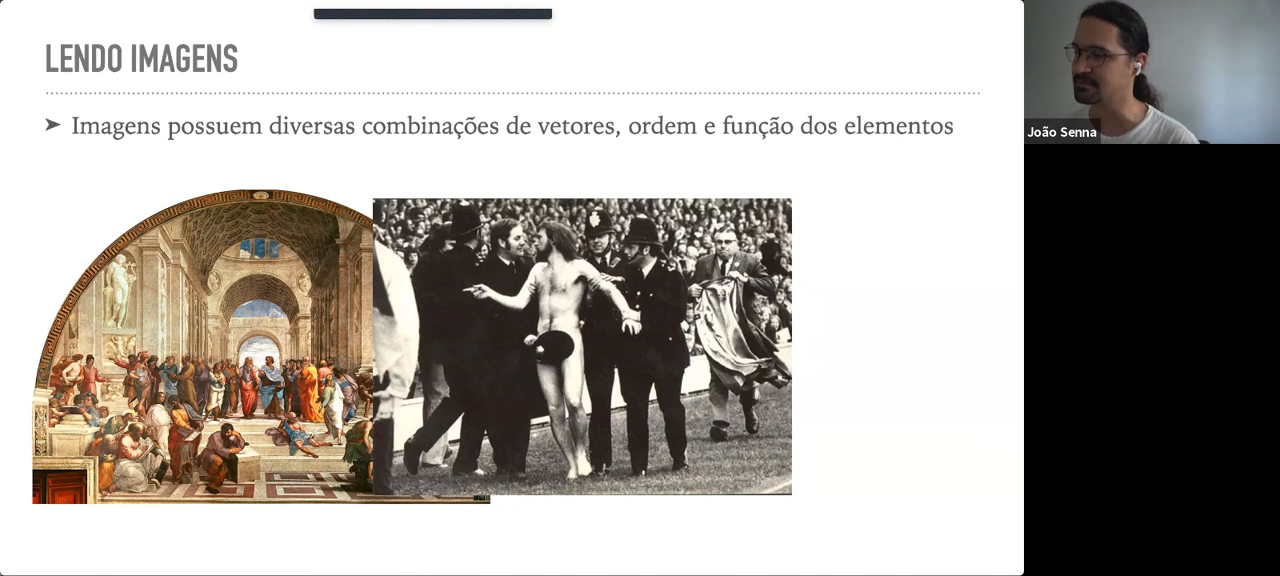 LENDO IMAGENS
➤ Imagens possuem diversas combinações de vetores, ordem e função dos elementos
João Senna